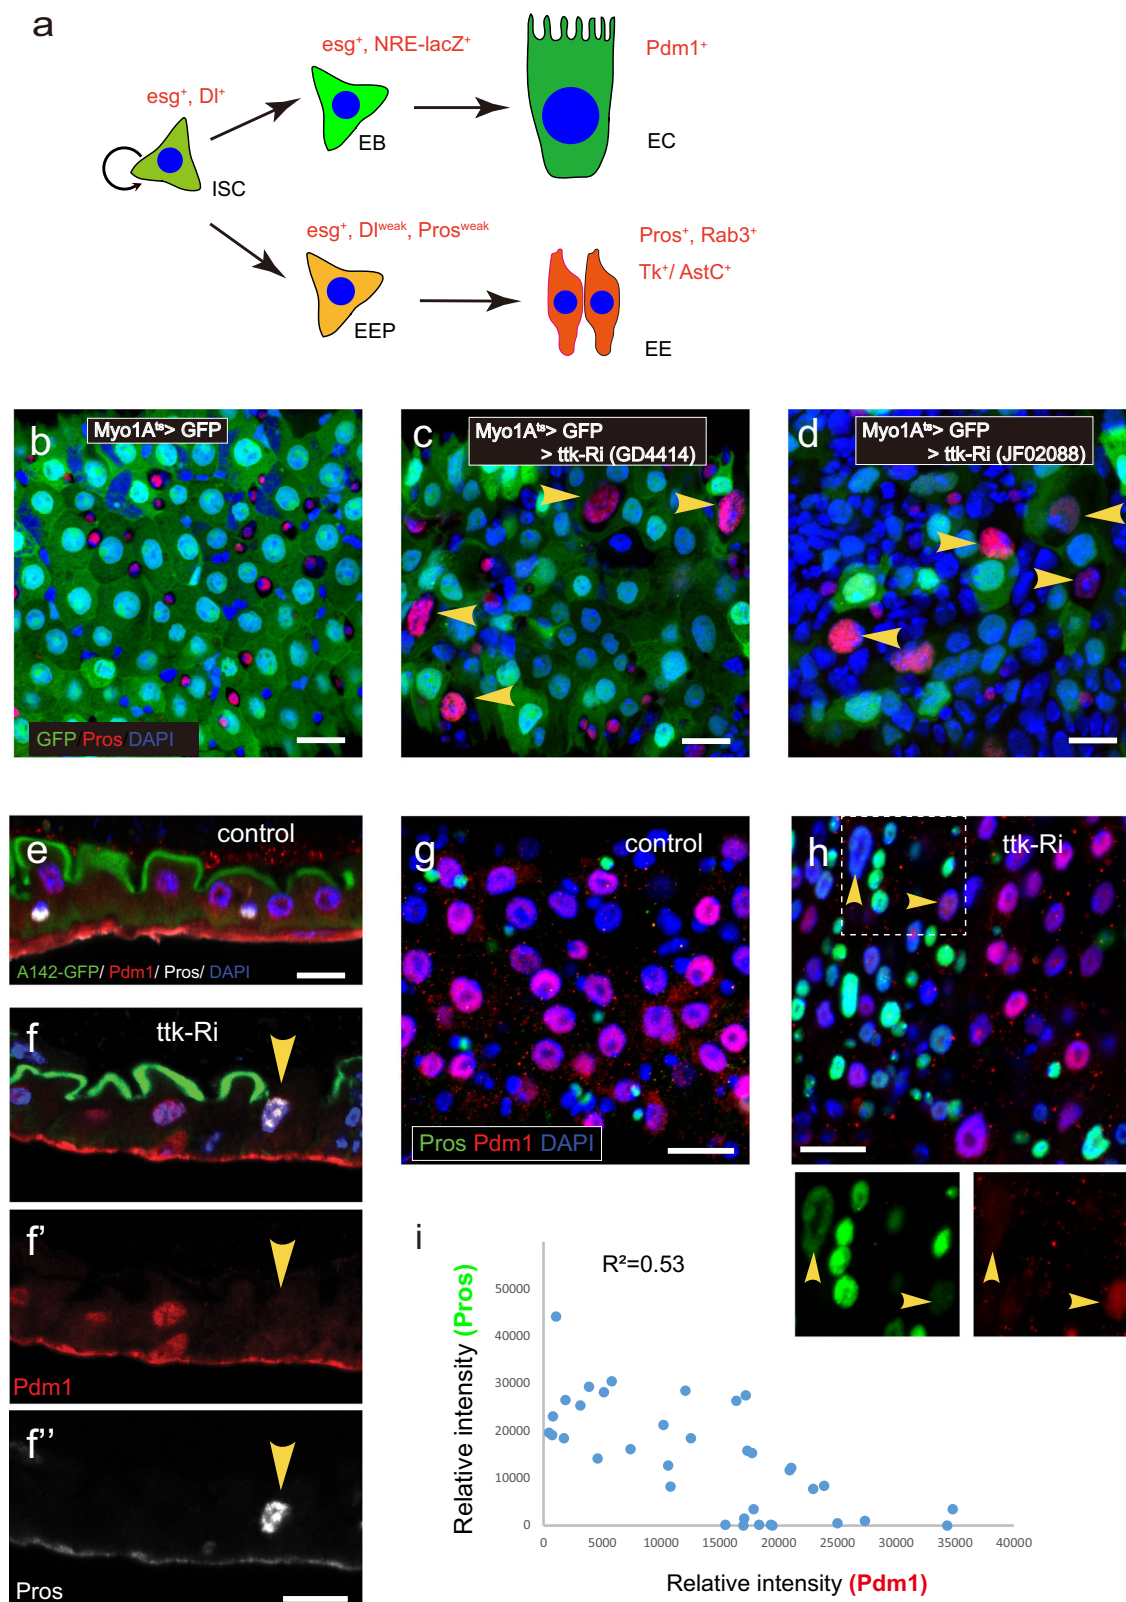 a
esg⁺, NRE-lacZ⁺
Pdm1⁺
esg⁺, Dl⁺
EB
EC
ISC
esg⁺, Dlweak, Prosweak
Pros⁺, Rab3⁺
Tk⁺/ AstC⁺
EEP
EE
b
Myo1Ats> GFP
GFP/Pros/DAPI
c
Myo1Ats> GFP
> ttk-Ri (GD4414)
d
Myo1Ats> GFP
> ttk-Ri (JF02088)
e
control
A142-GFP/ Pdm1/ Pros/ DAPI
f
ttk-Ri
f'
Pdm1
f''
Pros
g
control
Pros Pdm1 DAPI
h
ttk-Ri
i
R²=0.53
Relative intensity (Pros)
50000
40000
30000
20000
10000
0
0 5000 10000 15000 20000 25000 30000 35000 40000
Relative intensity (Pdm1)